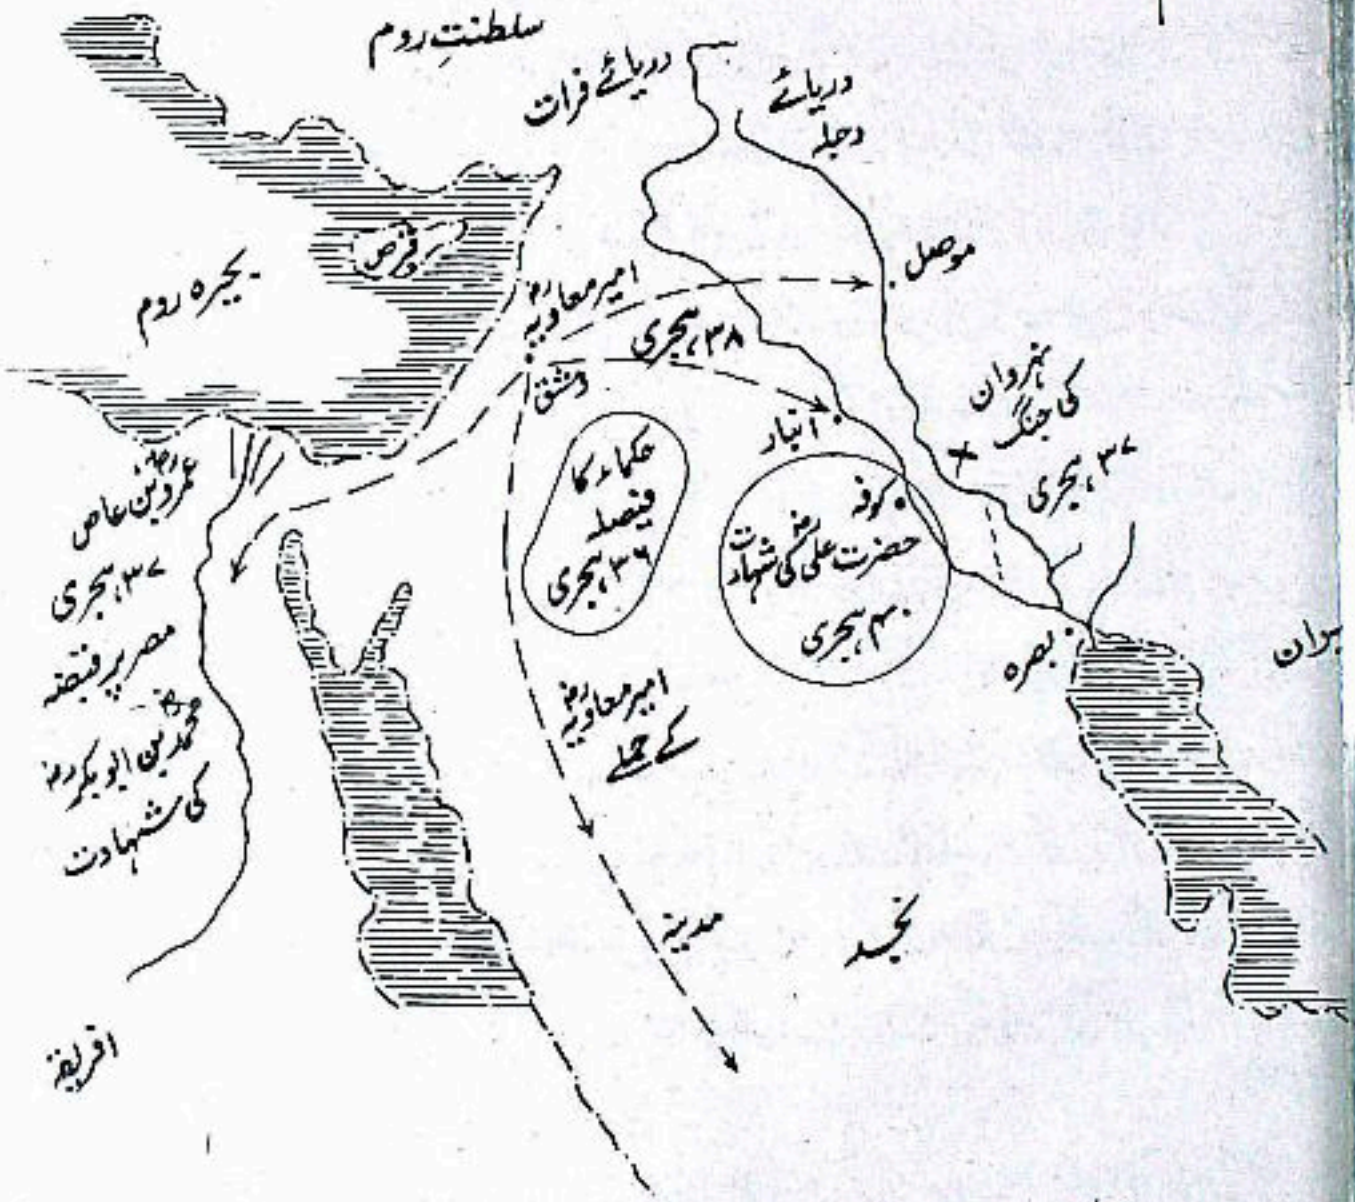 سلطنتِ روم
دریائے فرات
دریائے
دجلہ
قبرص
بحیرہ روم
موصل
امیر معاویہؓ
۳۸ ہجری
دمشق
انبار
نہروان
کی جنگ
۳۷ ہجری
حکماء کا
فیصلہ
۳۶ ہجری
کوفہ
حضرت علیؓ کی شہادت
۴۰ ہجری
عمرو بن عاصؓ
۳۷ ہجری
مصر پر قبضہ
محمد بن ابوبکرؓ
کی شہادت
بصرہ
یران
امیر معاویہؓ
کے حملے
مدینہ
نجد
افریقہ